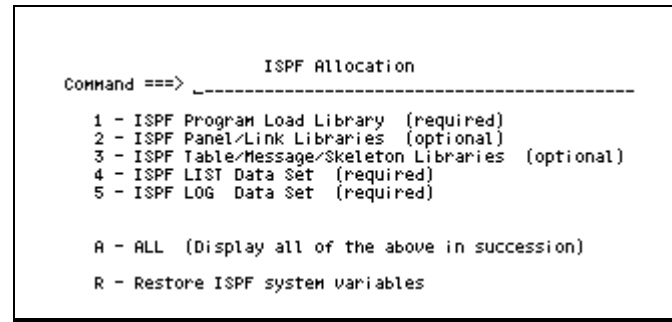 ISPF Allocation
Command ===> _____________________________________________
1 - ISPF Program Load Library (required)
2 - ISPF Panel/Link Libraries (optional)
3 - ISPF Table/Message/Skeleton Libraries (optional)
4 - ISPF LIST Data Set (required)
5 - ISPF LOG Data Set (required)
A - ALL (Display all of the above in succession)
R - Restore ISPF system variables